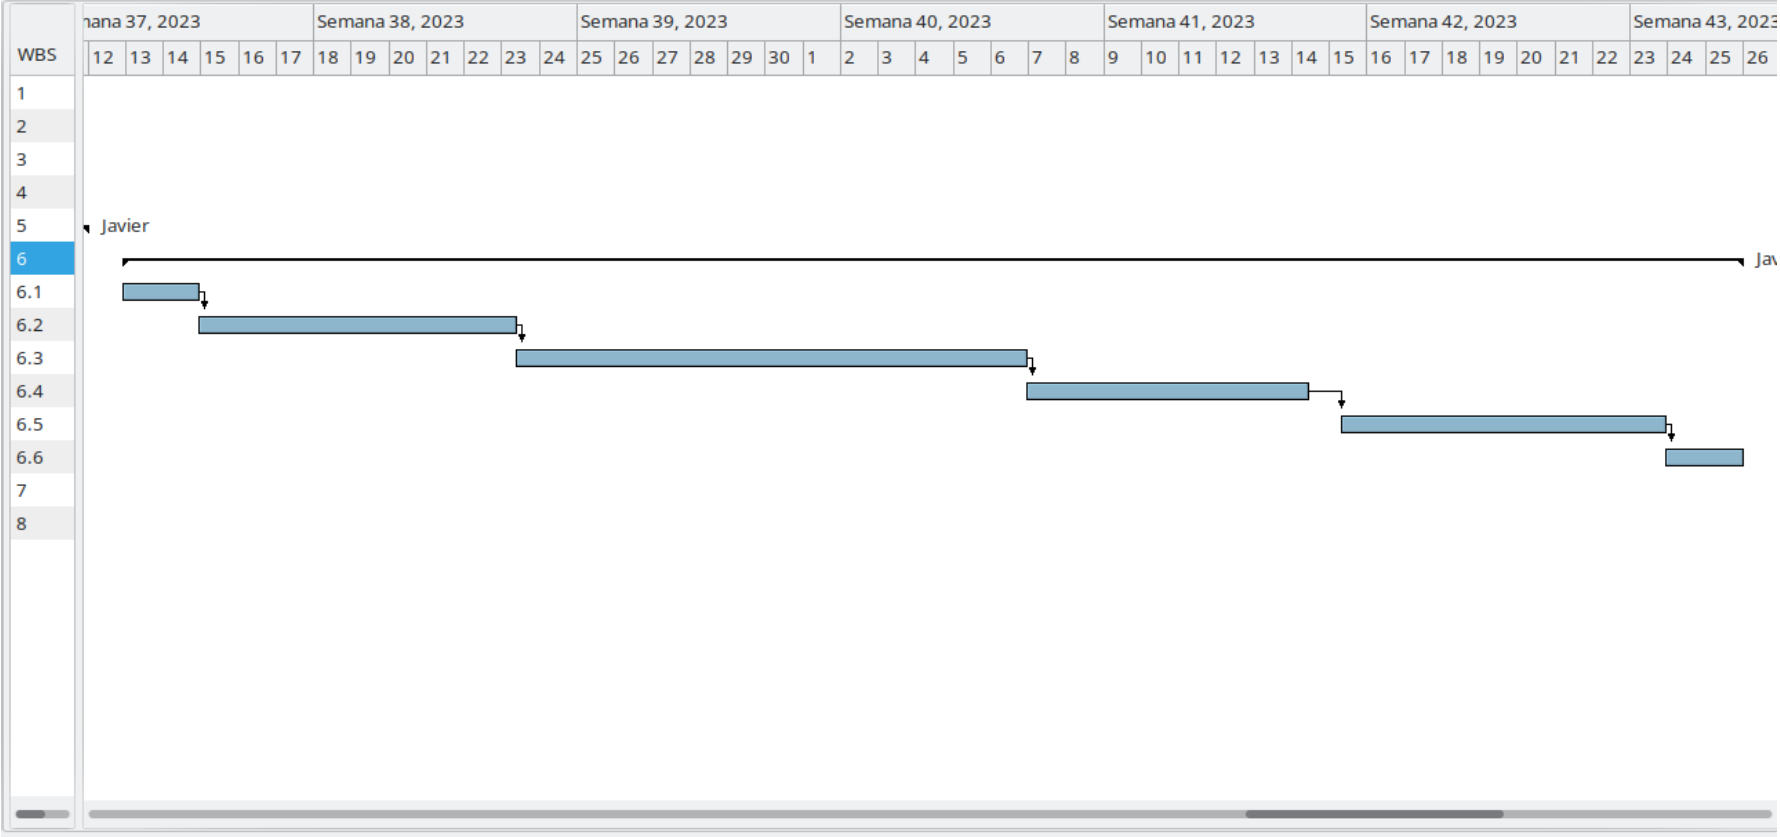 WBS
ana 37, 2023 Semana 38, 2023 Semana 39, 2023 Semana 40, 2023 Semana 41, 2023 Semana 42, 2023 Semana 43, 2023
12 13 14 15 16 17 18 19 20 21 22 23 24 25 26 27 28 29 30 1 2 3 4 5 6 7 8 9 10 11 12 13 14 15 16 17 18 19 20 21 22 23 24 25 26
1
2
3
4
5 Javier
6 Jav
6.1
6.2
6.3
6.4
6.5
6.6
7
8